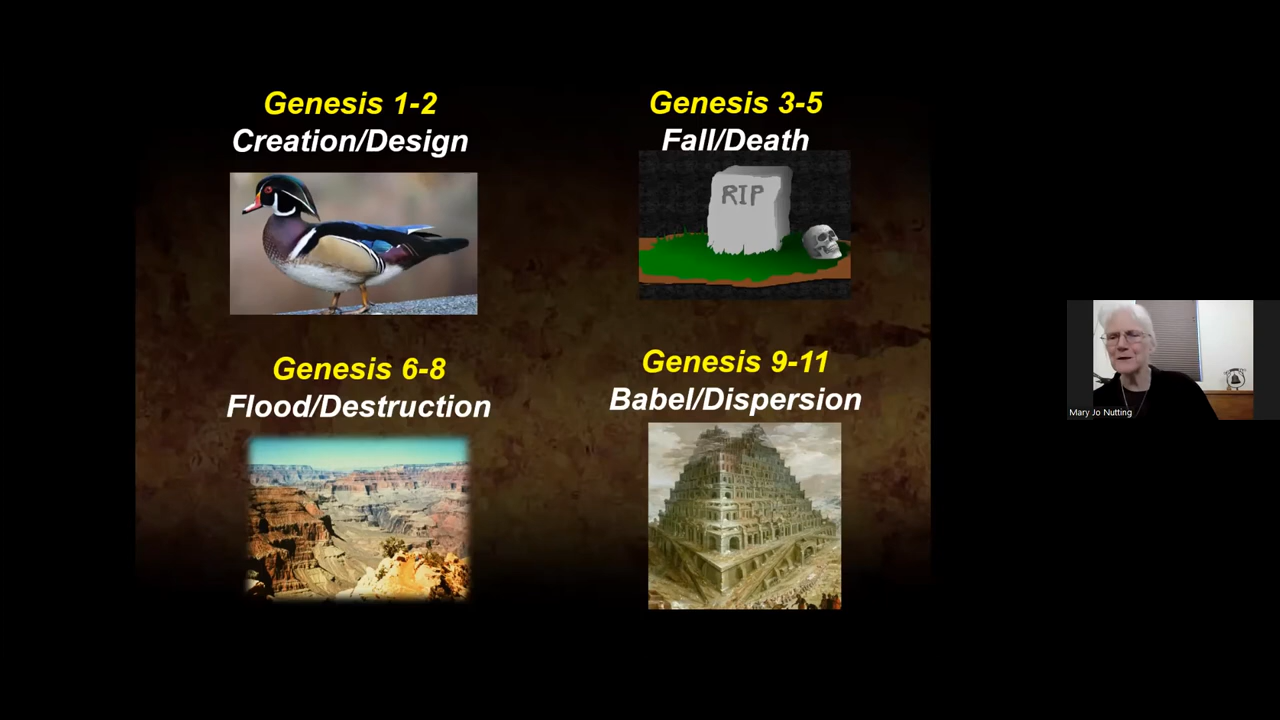 Genesis 1-2
Creation/Design
Genesis 3-5
Fall/Death
RIP
Genesis 6-8
Flood/Destruction
Genesis 9-11
Babel/Dispersion
Mary Jo Nutting